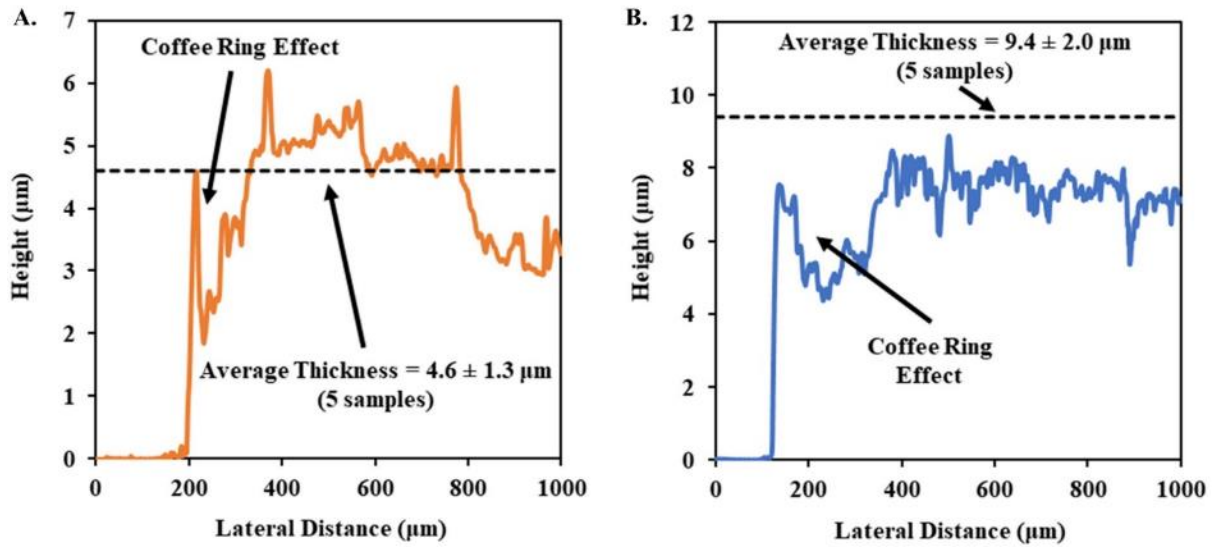 A.
7
6
5
4
3
2
1
0
Height (μm)
Coffee Ring Effect
Average Thickness = 4.6 ± 1.3 μm
(5 samples)
0 200 400 600 800 1000
Lateral Distance (μm)
B.
12
10
8
6
4
2
0
Height (μm)
Average Thickness = 9.4 ± 2.0 μm
(5 samples)
Coffee Ring
Effect
0 200 400 600 800 1000
Lateral Distance (μm)